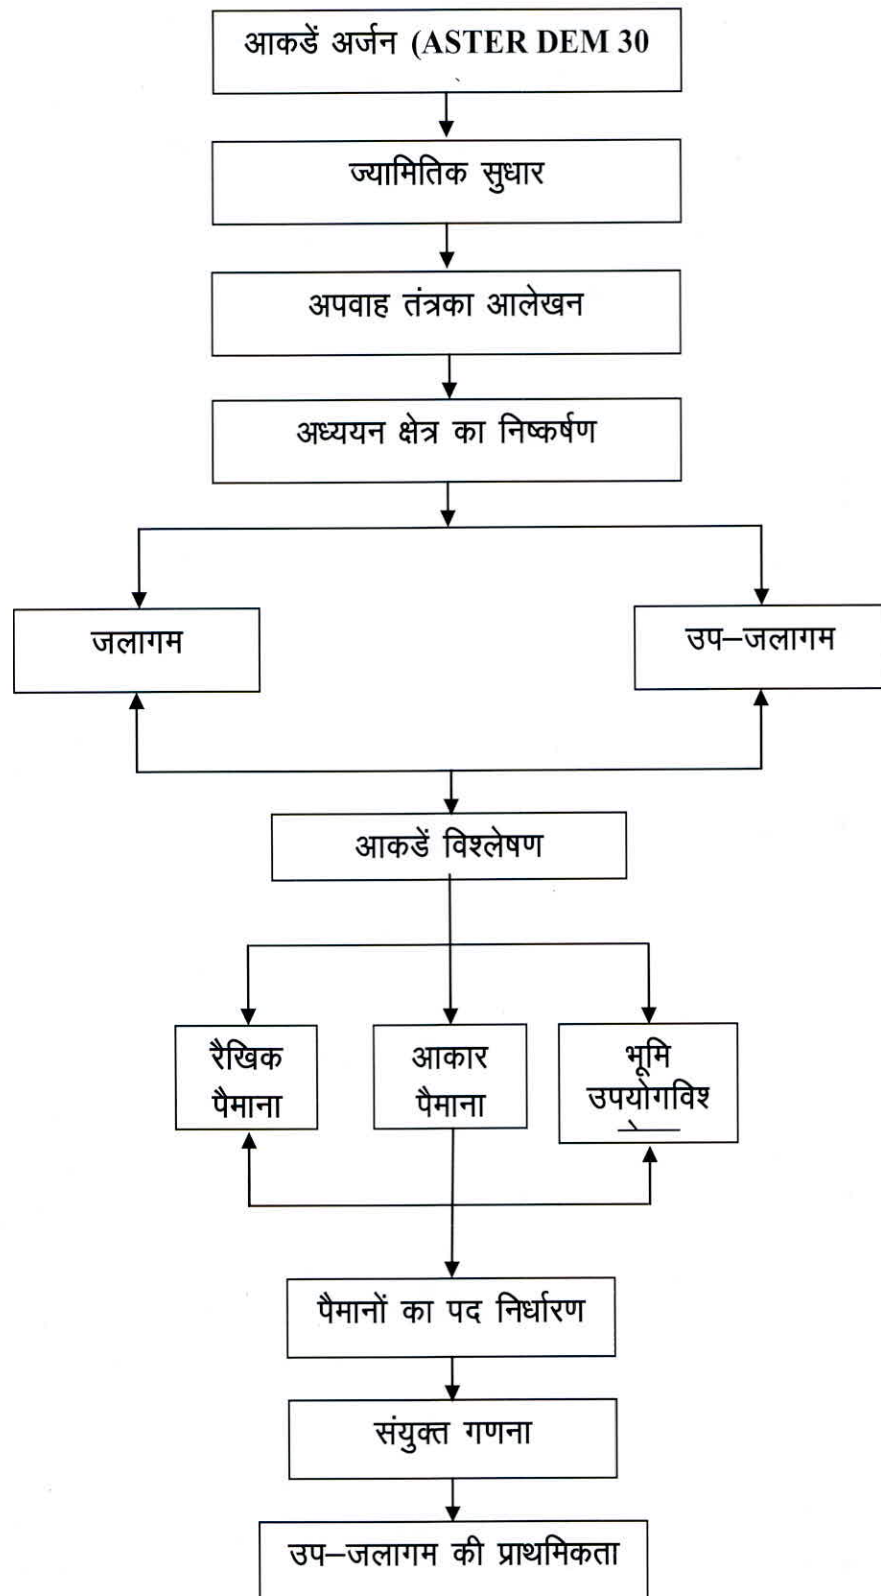 आकडें अर्जन (ASTER DEM 30
ज्यामितिक सुधार
अपवाह तंत्रका आलेखन
अध्ययन क्षेत्र का निष्कर्षण
जलागम
उप–जलागम
आकडें विश्लेषण
रैखिक
पैमाना
आकार
पैमाना
भूमि
उपयोगविश
पैमानों का पद निर्धारण
संयुक्त गणना
उप–जलागम की प्राथमिकता